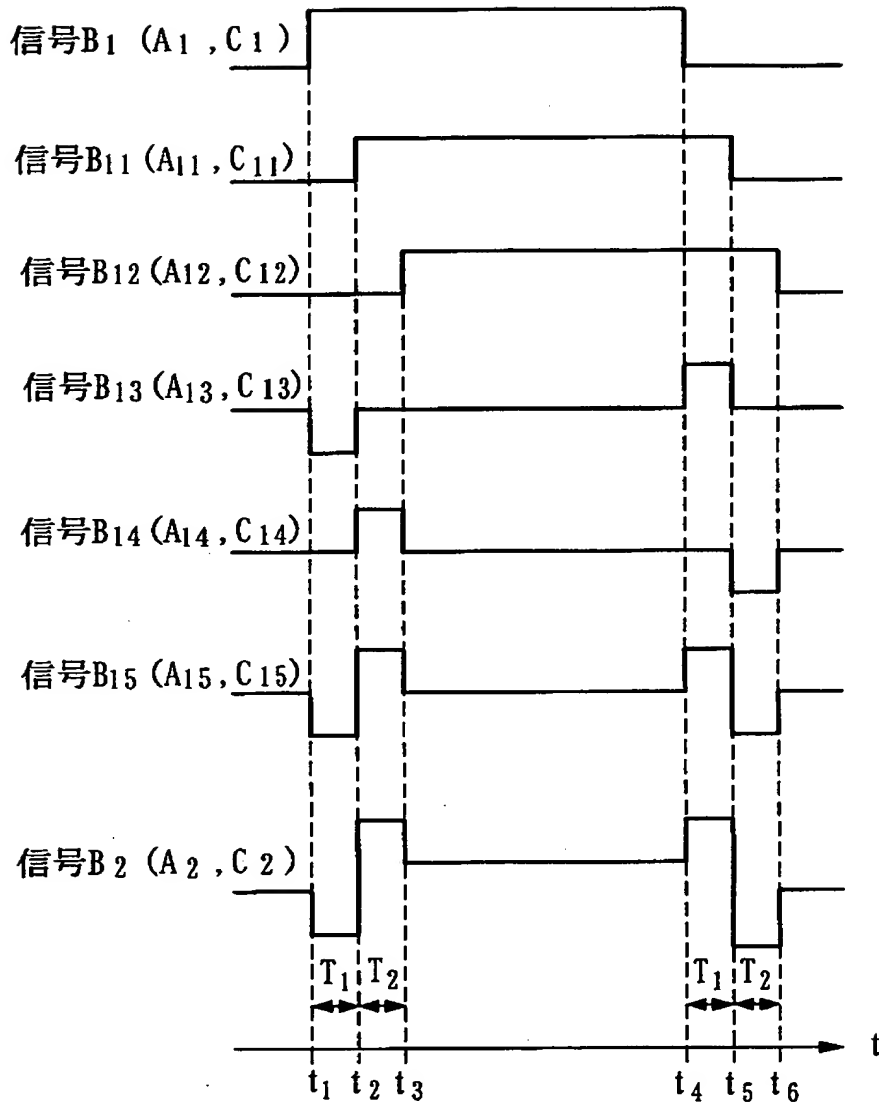 信号B1 (A1,C1)
信号B11(A11,C11)
信号B12(A12,C12)
信号B13(A13,C13)
信号B14(A14,C14)
信号B15(A15,C15)
信号B2 (A2,C2)
T1 T2 T1 T2
t
t1 t2 t3 t4 t5 t6